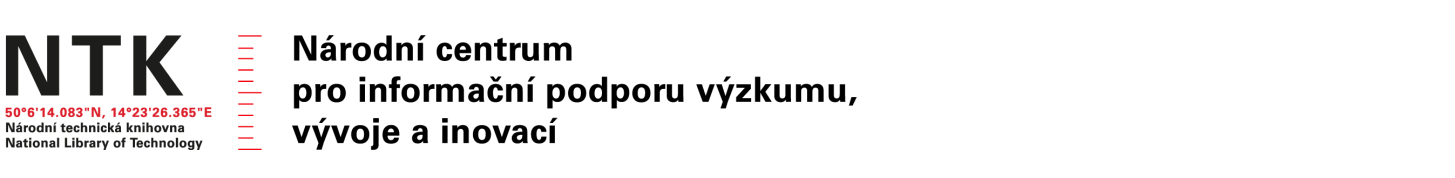 NTK
50°6'14.083"N, 14°23'26.365"E
Národní technická knihovna
National Library of Technology
Národní centrum
pro informační podporu výzkumu,
vývoje a inovací